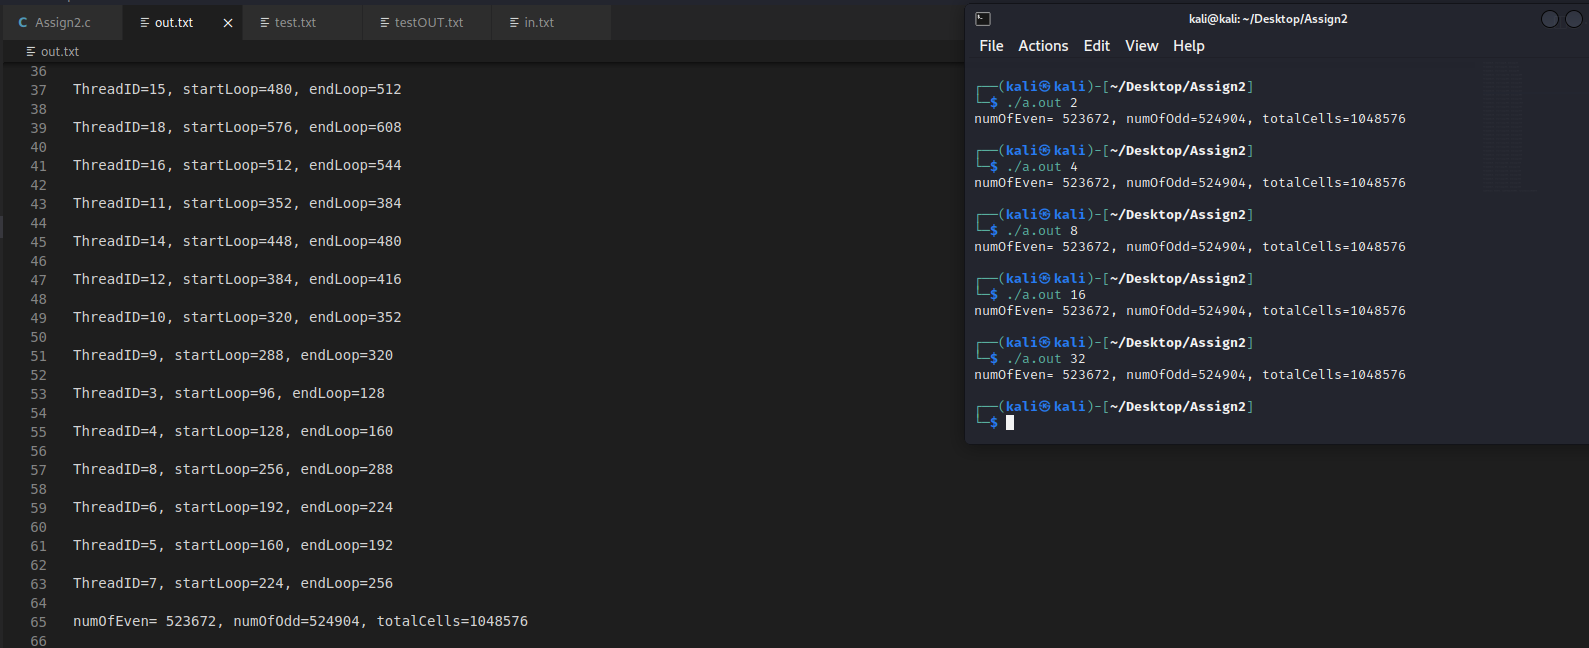 Assign2.c
out.txt
test.txt
testOUT.txt
in.txt
out.txt
36
37 ThreadID=15, startLoop=480, endLoop=512
38
39 ThreadID=18, startLoop=576, endLoop=608
40
41 ThreadID=16, startLoop=512, endLoop=544
42
43 ThreadID=11, startLoop=352, endLoop=384
44
45 ThreadID=14, startLoop=448, endLoop=480
46
47 ThreadID=12, startLoop=384, endLoop=416
48
49 ThreadID=10, startLoop=320, endLoop=352
50
51 ThreadID=9, startLoop=288, endLoop=320
52
53 ThreadID=3, startLoop=96, endLoop=128
54
55 ThreadID=4, startLoop=128, endLoop=160
56
57 ThreadID=8, startLoop=256, endLoop=288
58
59 ThreadID=6, startLoop=192, endLoop=224
60
61 ThreadID=5, startLoop=160, endLoop=192
62
63 ThreadID=7, startLoop=224, endLoop=256
64
65 numOfEven= 523672, numOfOdd=524904, totalCells=1048576
66
kali@kali: ~/Desktop/Assign2
File Actions Edit View Help
┌──(kali㉿kali)-[~/Desktop/Assign2]
└─$ ./a.out 2
numOfEven= 523672, numOfOdd=524904, totalCells=1048576
┌──(kali㉿kali)-[~/Desktop/Assign2]
└─$ ./a.out 4
numOfEven= 523672, numOfOdd=524904, totalCells=1048576
┌──(kali㉿kali)-[~/Desktop/Assign2]
└─$ ./a.out 8
numOfEven= 523672, numOfOdd=524904, totalCells=1048576
┌──(kali㉿kali)-[~/Desktop/Assign2]
└─$ ./a.out 16
numOfEven= 523672, numOfOdd=524904, totalCells=1048576
┌──(kali㉿kali)-[~/Desktop/Assign2]
└─$ ./a.out 32
numOfEven= 523672, numOfOdd=524904, totalCells=1048576
┌──(kali㉿kali)-[~/Desktop/Assign2]
└─$